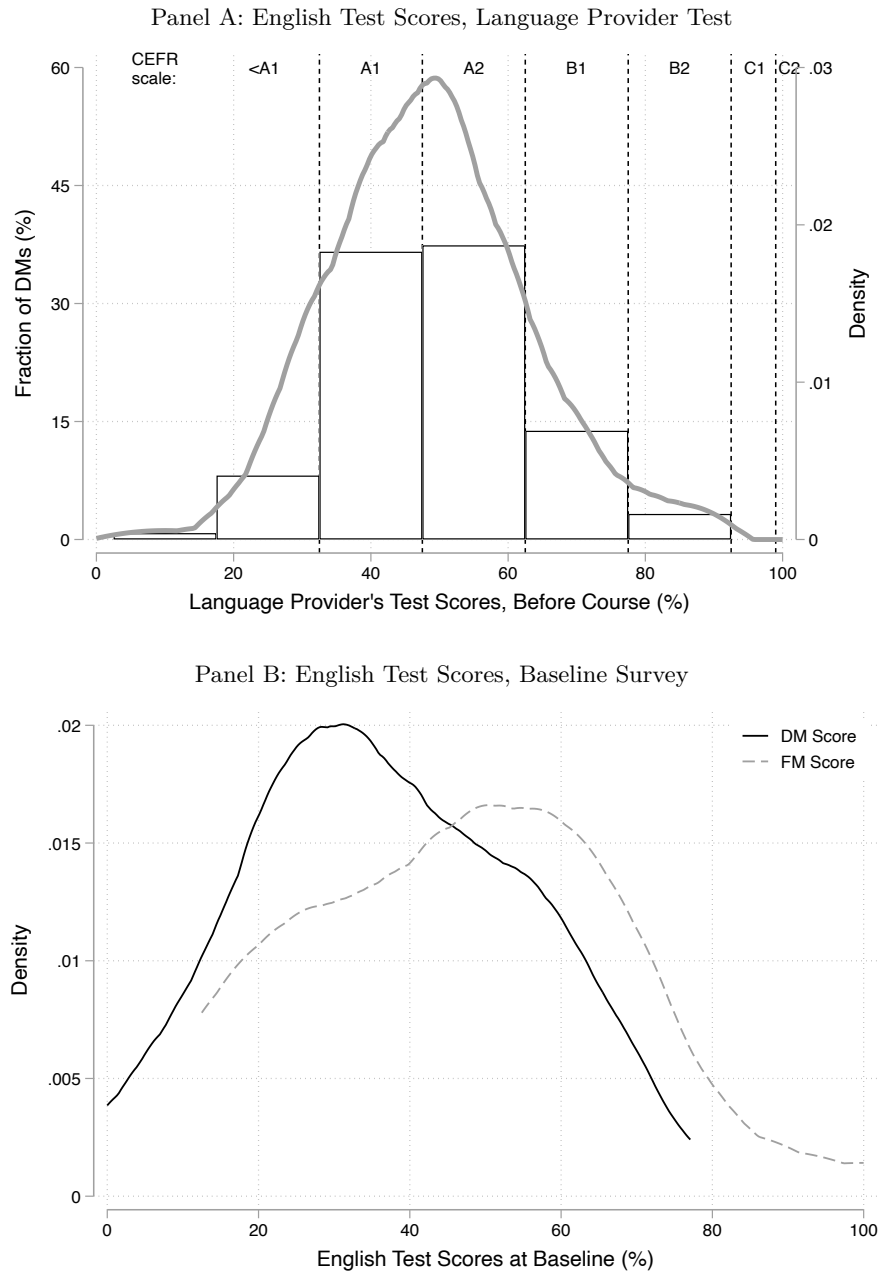 Panel A: English Test Scores, Language Provider Test
CEFR
scale:
<A1 A1 A2 B1 B2 C1 C2
60
45
30
15
0
Fraction of DMs (%)
.03
.02
.01
0
Density
0 20 40 60 80 100
Language Provider's Test Scores, Before Course (%)
Panel B: English Test Scores, Baseline Survey
DM Score
FM Score
.02
.015
.01
.005
0
Density
0 20 40 60 80 100
English Test Scores at Baseline (%)